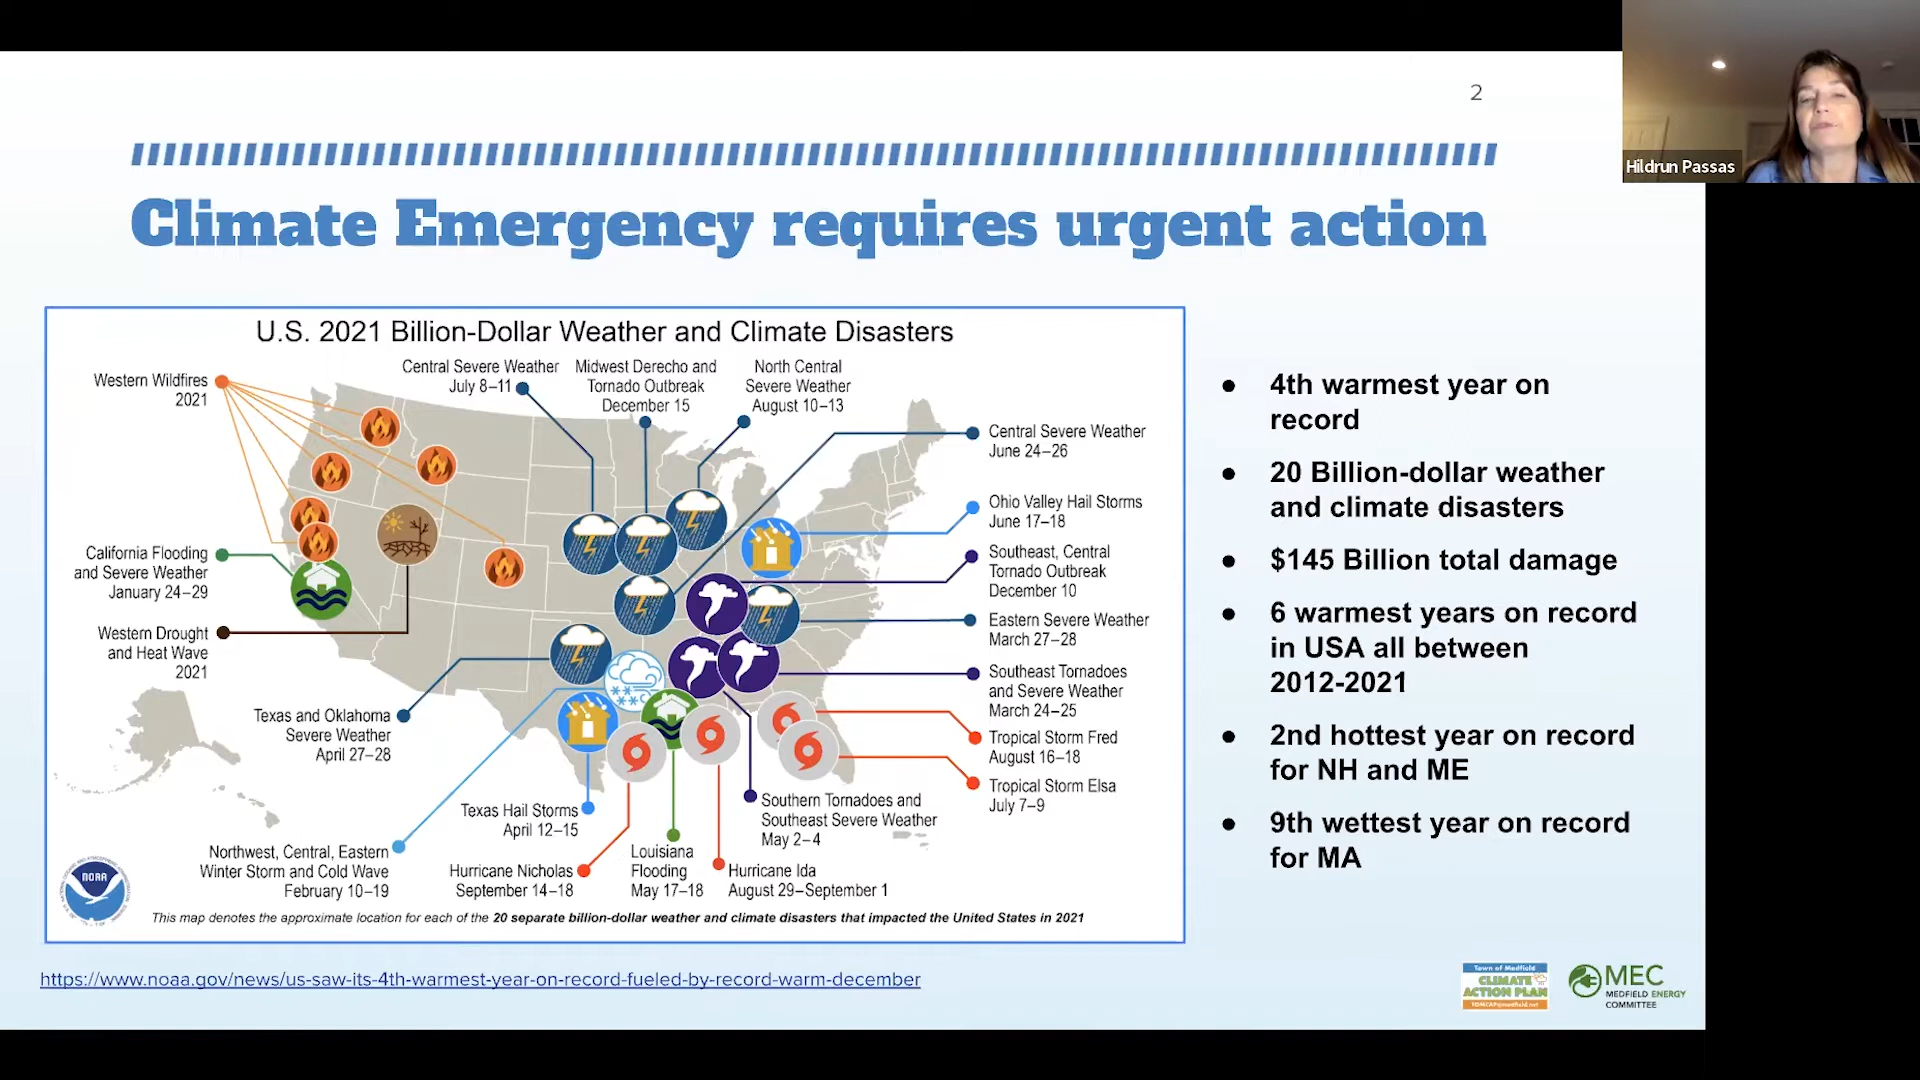 2
Hildrun Passas
Climate Emergency requires urgent action
U.S. 2021 Billion-Dollar Weather and Climate Disasters
Western Wildfires
2021
Central Severe Weather
July 8–11
Midwest Derecho and
Tornado Outbreak
December 15
North Central
Severe Weather
August 10–13
Central Severe Weather
June 24–26
Ohio Valley Hail Storms
June 17–18
Southeast, Central
Tornado Outbreak
December 10
Eastern Severe Weather
March 27–28
Southeast Tornadoes
and Severe Weather
March 24–25
Tropical Storm Fred
August 16–18
Tropical Storm Elsa
July 7–9
California Flooding
and Severe Weather
January 24–29
Western Drought
and Heat Wave
2021
Texas and Oklahoma
Severe Weather
April 27–28
Texas Hail Storms
April 12–15
Northwest, Central, Eastern
Winter Storm and Cold Wave
February 10–19
Hurricane Nicholas
September 14–18
Louisiana
Flooding
May 17–18
Hurricane Ida
August 29–September 1
Southern Tornadoes and
Southeast Severe Weather
May 2–4
NOAA
This map denotes the approximate location for each of the 20 separate billion-dollar weather and climate disasters that impacted the United States in 2021
● 4th warmest year on
record
● 20 Billion-dollar weather
and climate disasters
● $145 Billion total damage
● 6 warmest years on record
in USA all between
2012-2021
● 2nd hottest year on record
for NH and ME
● 9th wettest year on record
for MA
https://www.noaa.gov/news/us-saw-its-4th-warmest-year-on-record-fueled-by-record-warm-december
Town of Medfield
CLIMATE
ACTION PLAN
MEC
MEDFIELD ENERGY
COMMITTEE